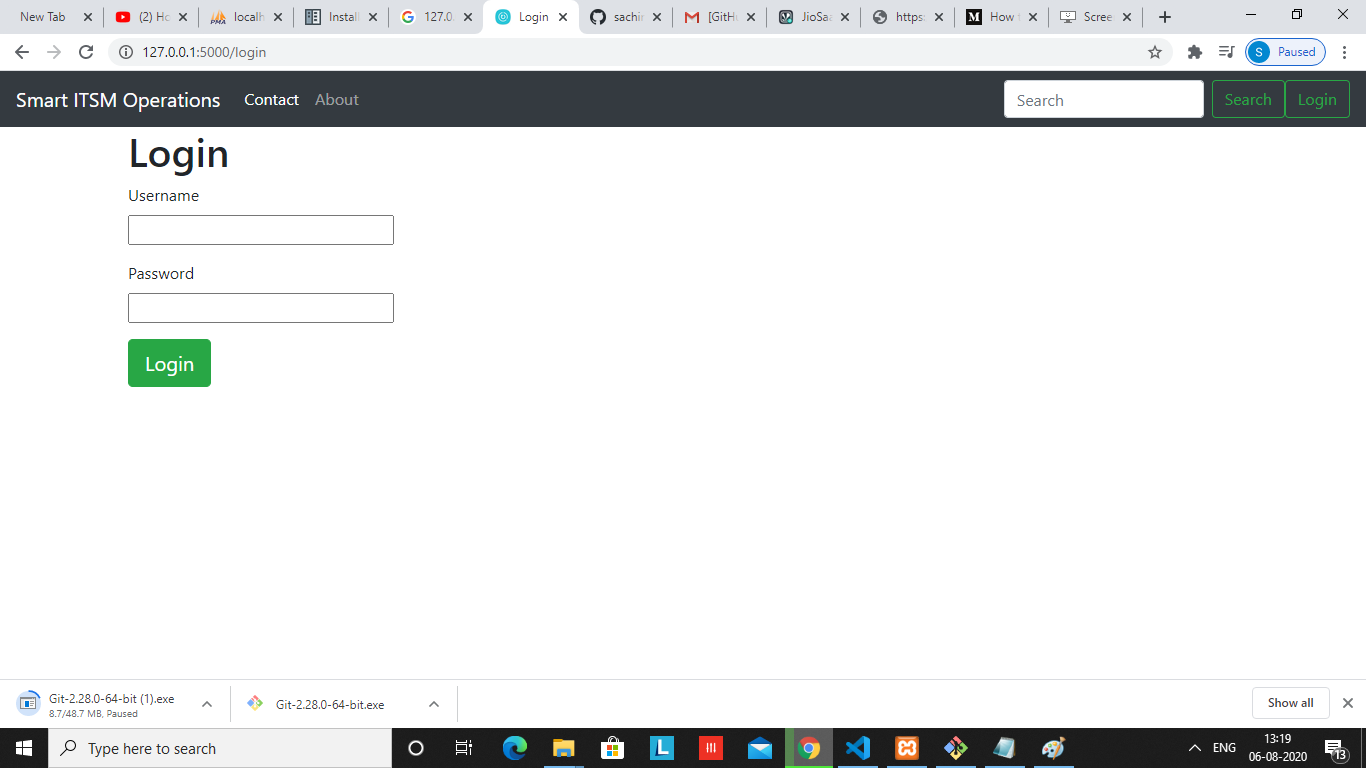 New Tab
(2) Ho
localh
Install
127.0.
Login
sachin
[GitHu
JioSaa
https:
How t
Scree
127.0.0.1:5000/login
S Paused
Smart ITSM Operations Contact About
Search Search Login
Login
Username
Password
Login
Git-2.28.0-64-bit (1).exe
8.7/48.7 MB, Paused
Git-2.28.0-64-bit.exe
Show all
Type here to search
ENG
13:19
06-08-2020
13